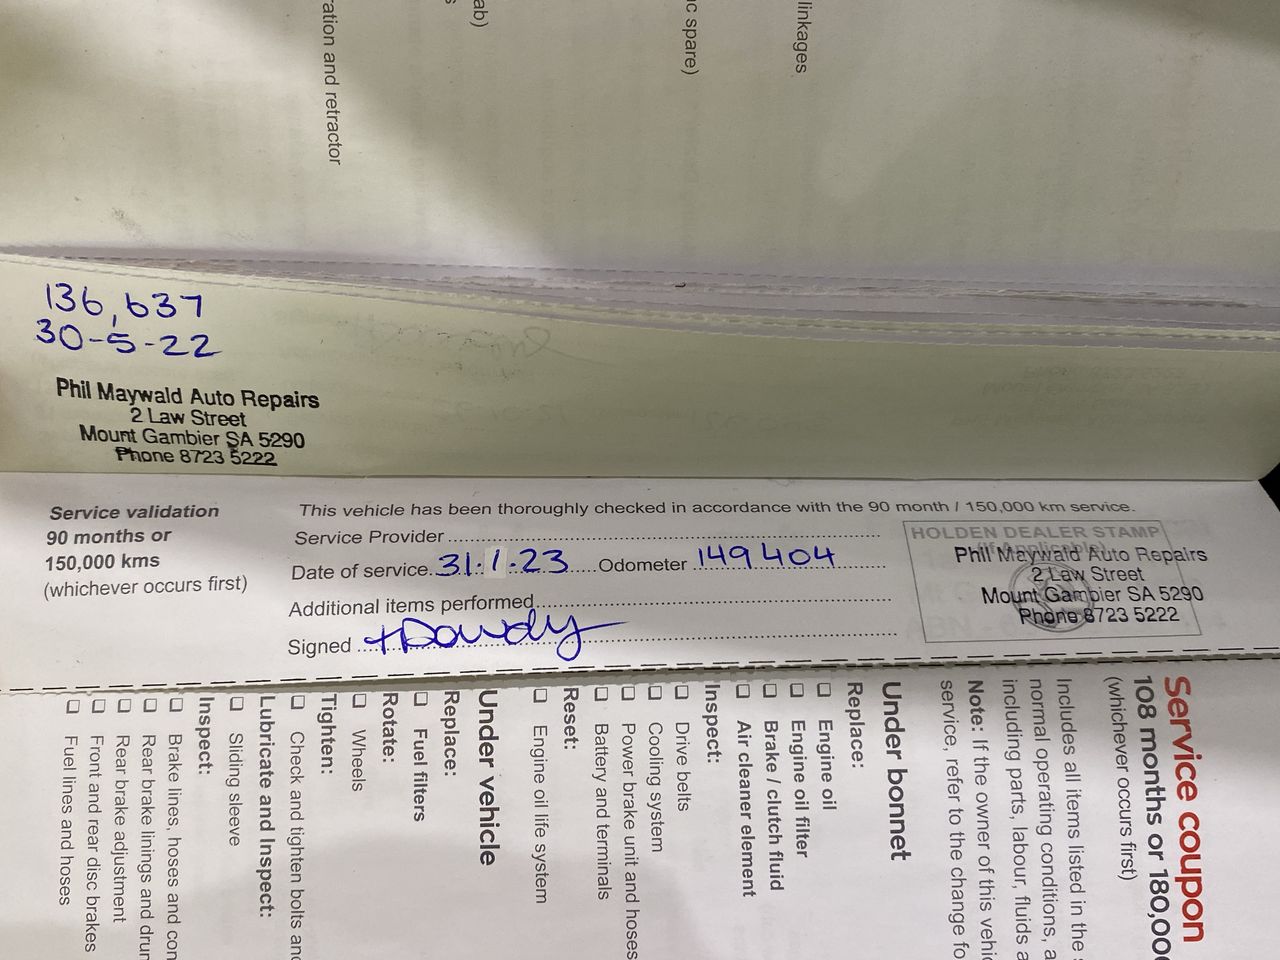 ration and retractor
ab)
c spare)
linkages
136,637
30-5-22
Phil Maywald Auto Repairs
2 Law Street
Mount Gambier SA 5290
Phone 8723 5222
Service validation
90 months or
150,000 kms
(whichever occurs first)
This vehicle has been thoroughly checked in accordance with the 90 month / 150,000 km service.
Service Provider
Date of service 31.1.23 Odometer 149404
Additional items performed
Signed
HOLDEN DEALER STAMP
Phil Maywald Auto Repairs
2 Law Street
Mount Gambier SA 5290
Phone 8723 5222
Service coupon
108 months or 180,00
(whichever occurs first)
Includes all items listed in the
normal operating conditions, a
including parts, labour, fluids a
Note: If the owner of this vehic
service, refer to the change fo
Under bonnet
Replace:
Engine oil
Engine oil filter
Brake / clutch fluid
Air cleaner element
Inspect:
Drive belts
Cooling system
Power brake unit and hoses
Battery and terminals
Reset:
Engine oil life system
Under vehicle
Replace:
Fuel filters
Rotate:
Wheels
Tighten:
Check and tighten bolts and
Lubricate and Inspect:
Sliding sleeve
Inspect:
Brake lines, hoses and con
Rear brake linings and drum
Rear brake adjustment
Front and rear disc brakes
Fuel lines and hoses